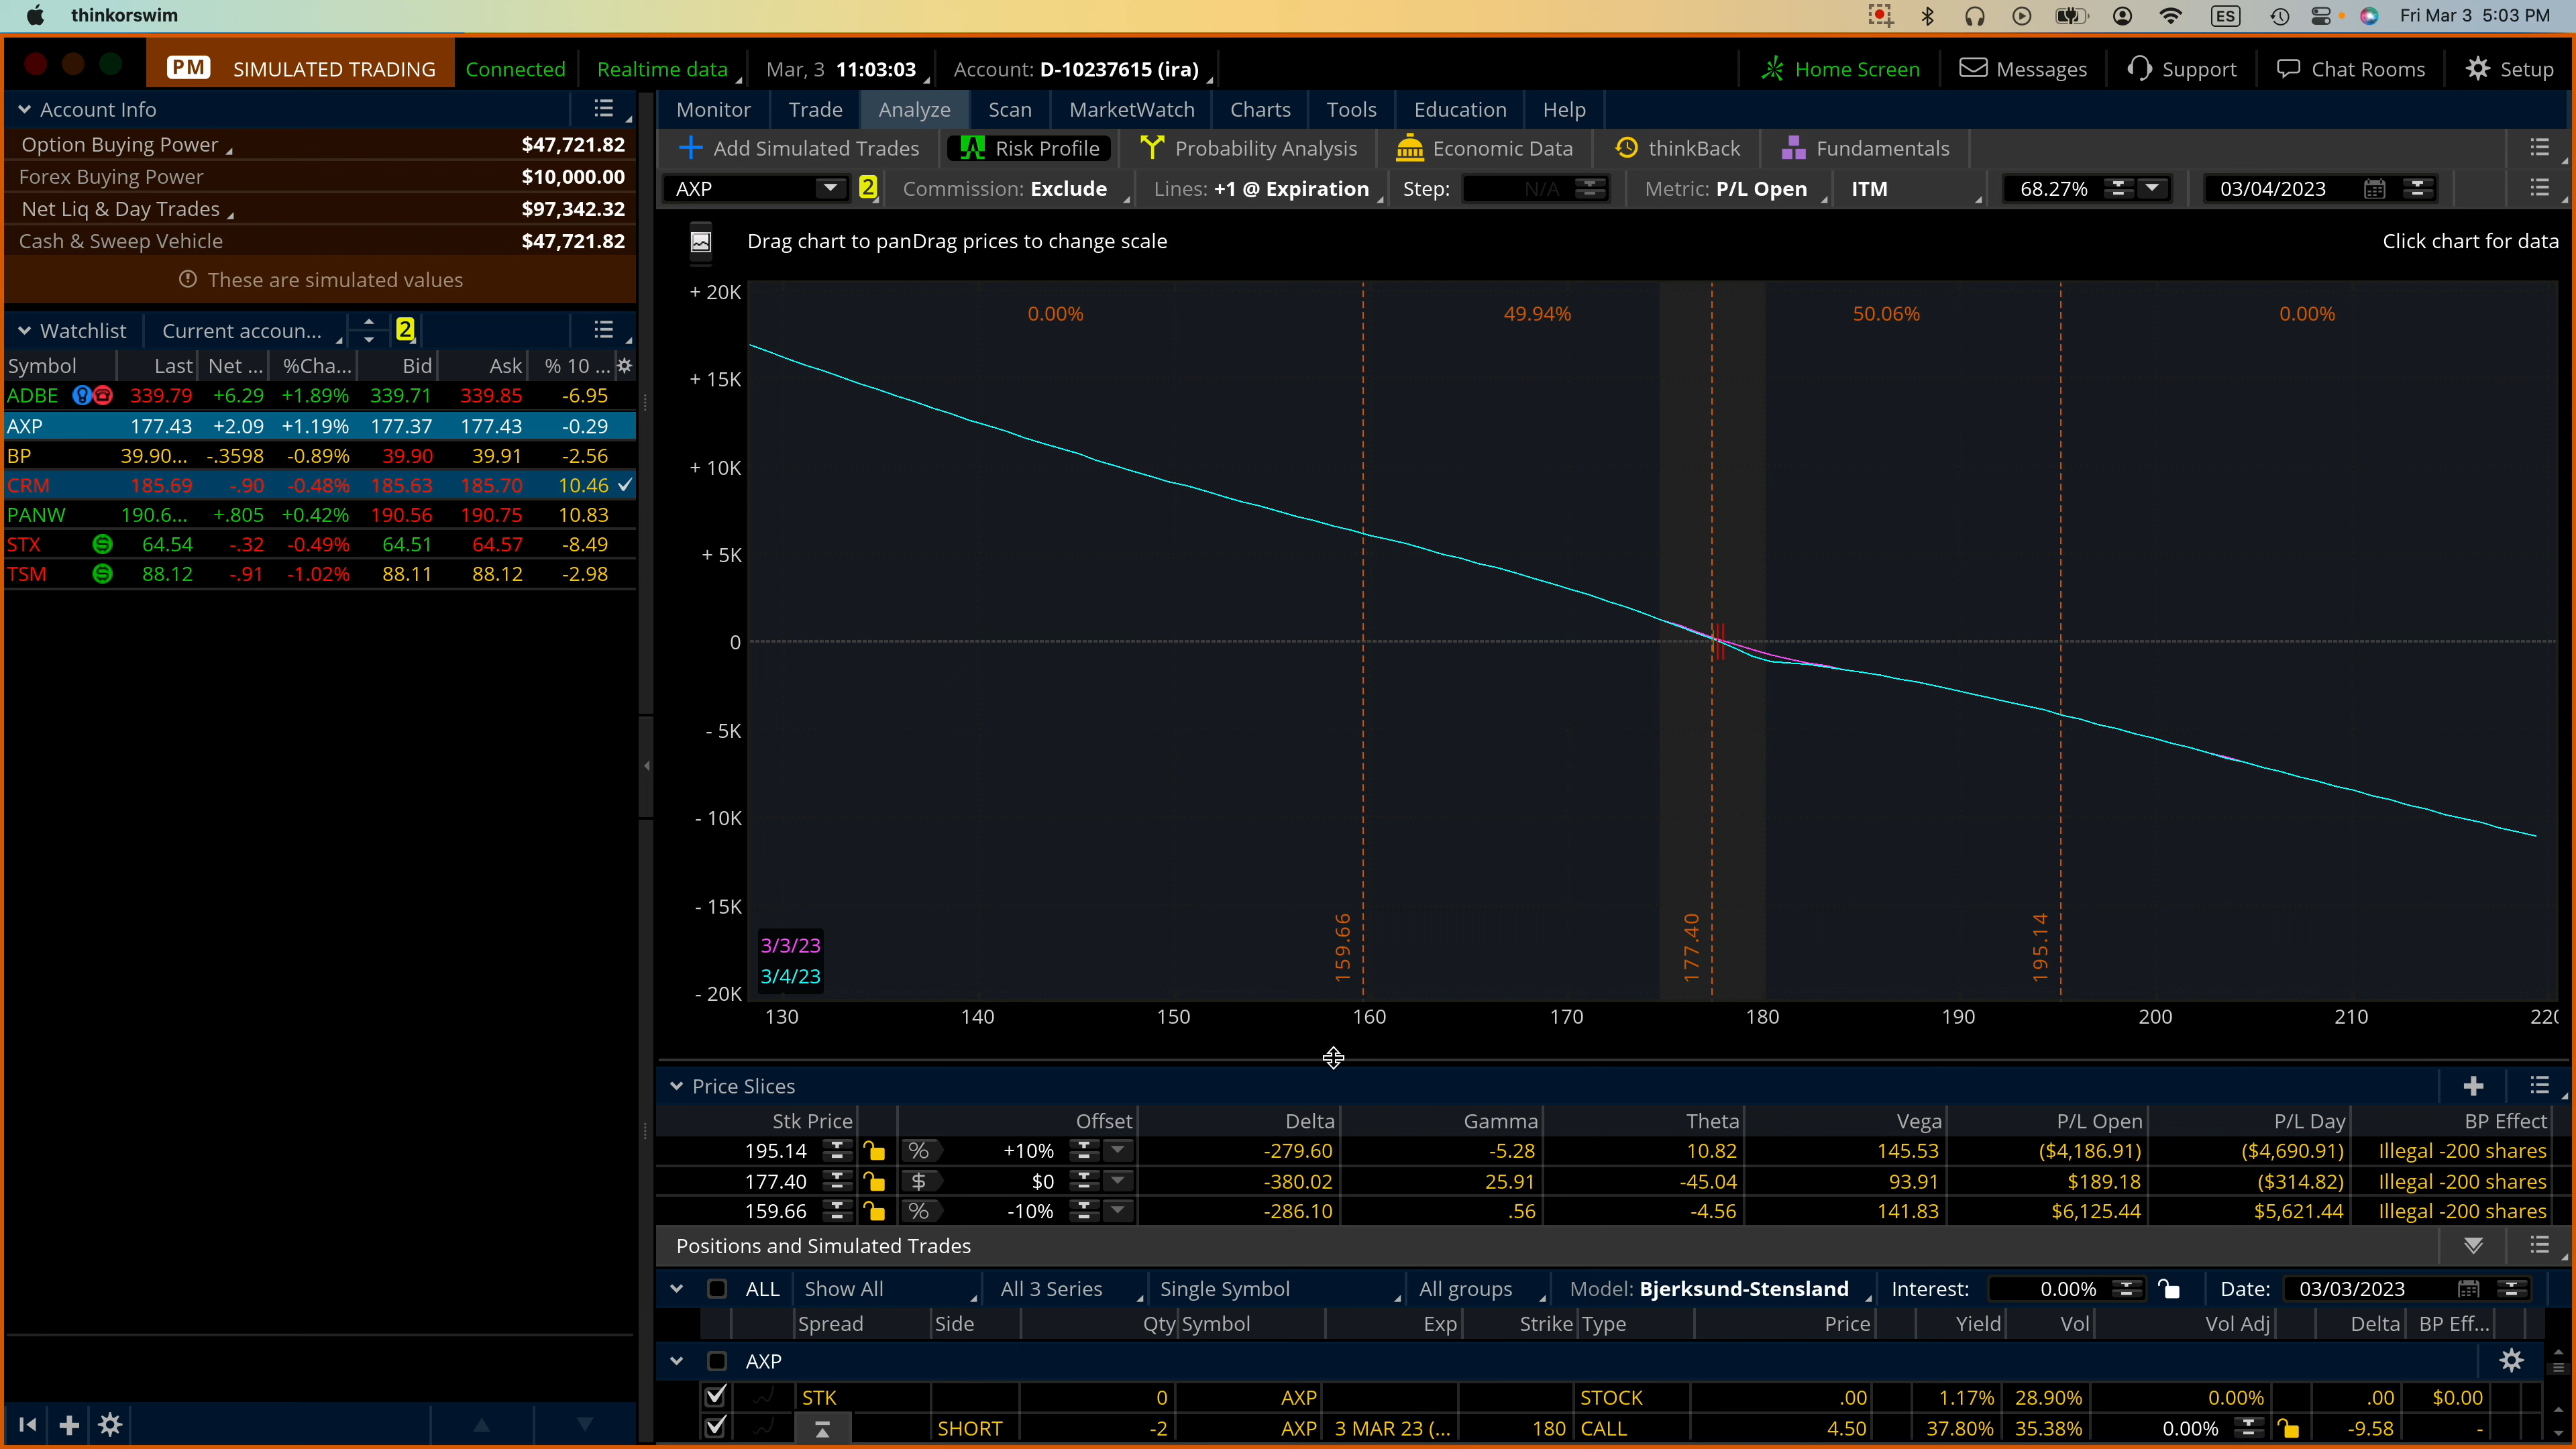 thinkorswim ES Fri Mar 3 5:03 PM
PM SIMULATED TRADING Connected Realtime data Mar, 3 11:03:03 Account: D-10237615 (ira) Home Screen Messages Support Chat Rooms Setup
Account Info
Option Buying Power $47,721.82
Forex Buying Power $10,000.00
Net Liq & Day Trades $97,342.32
Cash & Sweep Vehicle $47,721.82
These are simulated values
Watchlist Current accoun... 2
Symbol Last Net ... %Cha... Bid Ask % 10 ...
ADBE 339.79 +6.29 +1.89% 339.71 339.85 -6.95
AXP 177.43 +2.09 +1.19% 177.37 177.43 -0.29
BP 39.90... -.3598 -0.89% 39.90 39.91 -2.56
CRM 185.69 -.90 -0.48% 185.63 185.70 10.46
PANW 190.6... +.805 +0.42% 190.56 190.75 10.83
STX 64.54 -.32 -0.49% 64.51 64.57 -8.49
TSM 88.12 -.91 -1.02% 88.11 88.12 -2.98
Monitor Trade Analyze Scan MarketWatch Charts Tools Education Help
Add Simulated Trades Risk Profile Probability Analysis Economic Data thinkBack Fundamentals
AXP 2 Commission: Exclude Lines: +1 @ Expiration Step: N/A Metric: P/L Open ITM 68.27% 03/04/2023
Drag chart to panDrag prices to change scale Click chart for data
+ 20K
0.00% 49.94% 50.06% 0.00%
+ 15K
+ 10K
+ 5K
0
- 5K
- 10K
- 15K
159.66 177.40 195.14
3/3/23
3/4/23
- 20K
130 140 150 160 170 180 190 200 210 220
Price Slices
Stk Price Offset Delta Gamma Theta Vega P/L Open P/L Day BP Effect
195.14 % +10% -279.60 -5.28 10.82 145.53 ($4,186.91) ($4,690.91) Illegal -200 shares
177.40 $ $0 -380.02 25.91 -45.04 93.91 $189.18 ($314.82) Illegal -200 shares
159.66 % -10% -286.10 .56 -4.56 141.83 $6,125.44 $5,621.44 Illegal -200 shares
Positions and Simulated Trades
ALL Show All All 3 Series Single Symbol All groups Model: Bjerksund-Stensland Interest: 0.00% Date: 03/03/2023
Spread Side Qty Symbol Exp Strike Type Price Yield Vol Vol Adj Delta BP Eff...
AXP
STK 0 AXP STOCK .00 1.17% 28.90% 0.00% .00 $0.00
SHORT -2 AXP 3 MAR 23 (... 180 CALL 4.50 37.80% 35.38% 0.00% -9.58 -